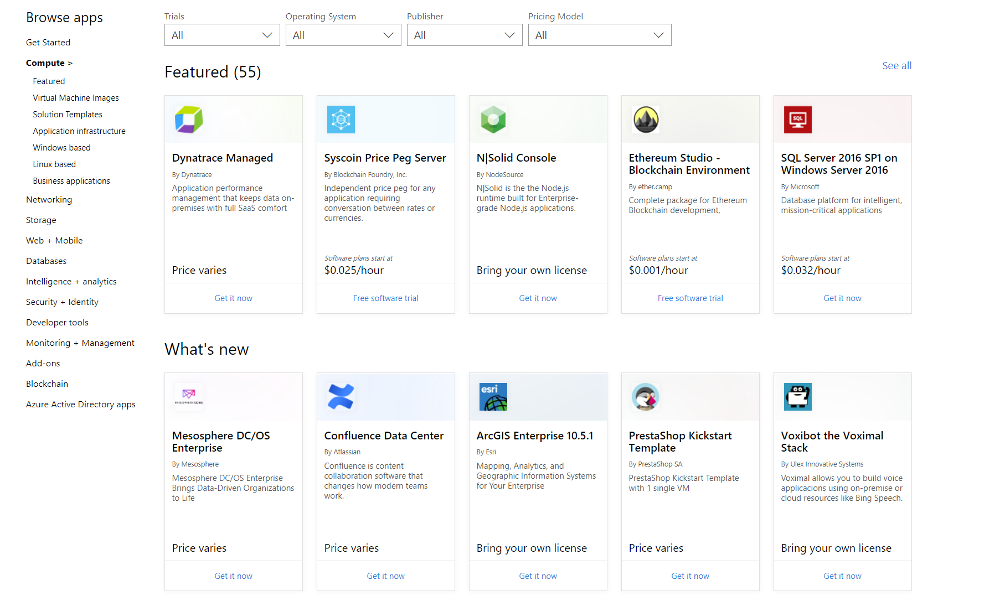 Browse apps
Get Started
Compute >
Featured
Virtual Machine Images
Solution Templates
Application infrastructure
Windows based
Linux based
Business applications
Networking
Storage
Web + Mobile
Databases
Intelligence + analytics
Security + Identity
Developer tools
Monitoring + Management
Add-ons
Blockchain
Azure Active Directory apps
Trials
All
Operating System
All
Publisher
All
Pricing Model
All
Featured (55)
See all
Dynatrace Managed
By Dynatrace
Application performance
management that keeps data on-
premises with full SaaS comfort
Price varies
Get it now
Syscoin Price Peg Server
By Blockchain Foundry, Inc.
Independent price peg for any
application requiring
conversation between rates or
currencies.
Software plans start at
$0.025/hour
Free software trial
N|Solid Console
By NodeSource
N|Solid is the the Node.js
runtime built for Enterprise-
grade Node.js applications.
Bring your own license
Get it now
Ethereum Studio -
Blockchain Environment
By ether.camp
Complete package for Ethereum
Blockchain development,
Software plans start at
$0.001/hour
Free software trial
SQL
SQL Server 2016 SP1 on
Windows Server 2016
By Microsoft
Database platform for intelligent,
mission-critical applications
Software plans start at
$0.032/hour
Get it now
What's new
MESOSPHERE DC/OS
Mesosphere DC/OS
Enterprise
By Mesosphere
Mesosphere DC/OS Enterprise
Brings Data-Driven Organizations
to Life
Price varies
Get it now
Confluence Data Center
By Atlassian
Confluence is content
collaboration software that
changes how modern teams
work.
Price varies
Get it now
esri
ArcGIS Enterprise 10.5.1
By Esri
Mapping, Analytics, and
Geographic Information Systems
for Your Enterprise
Bring your own license
Get it now
PrestaShop Kickstart
Template
By PrestaShop SA
PrestaShop Kickstart Template
with 1 single VM
Price varies
Get it now
Voxibot the Voximal
Stack
By Ulex Innovative Systems
Voximal allows you to build voice
applicacions using on-premise or
cloud resources like Bing Speech.
Bring your own license
Get it now